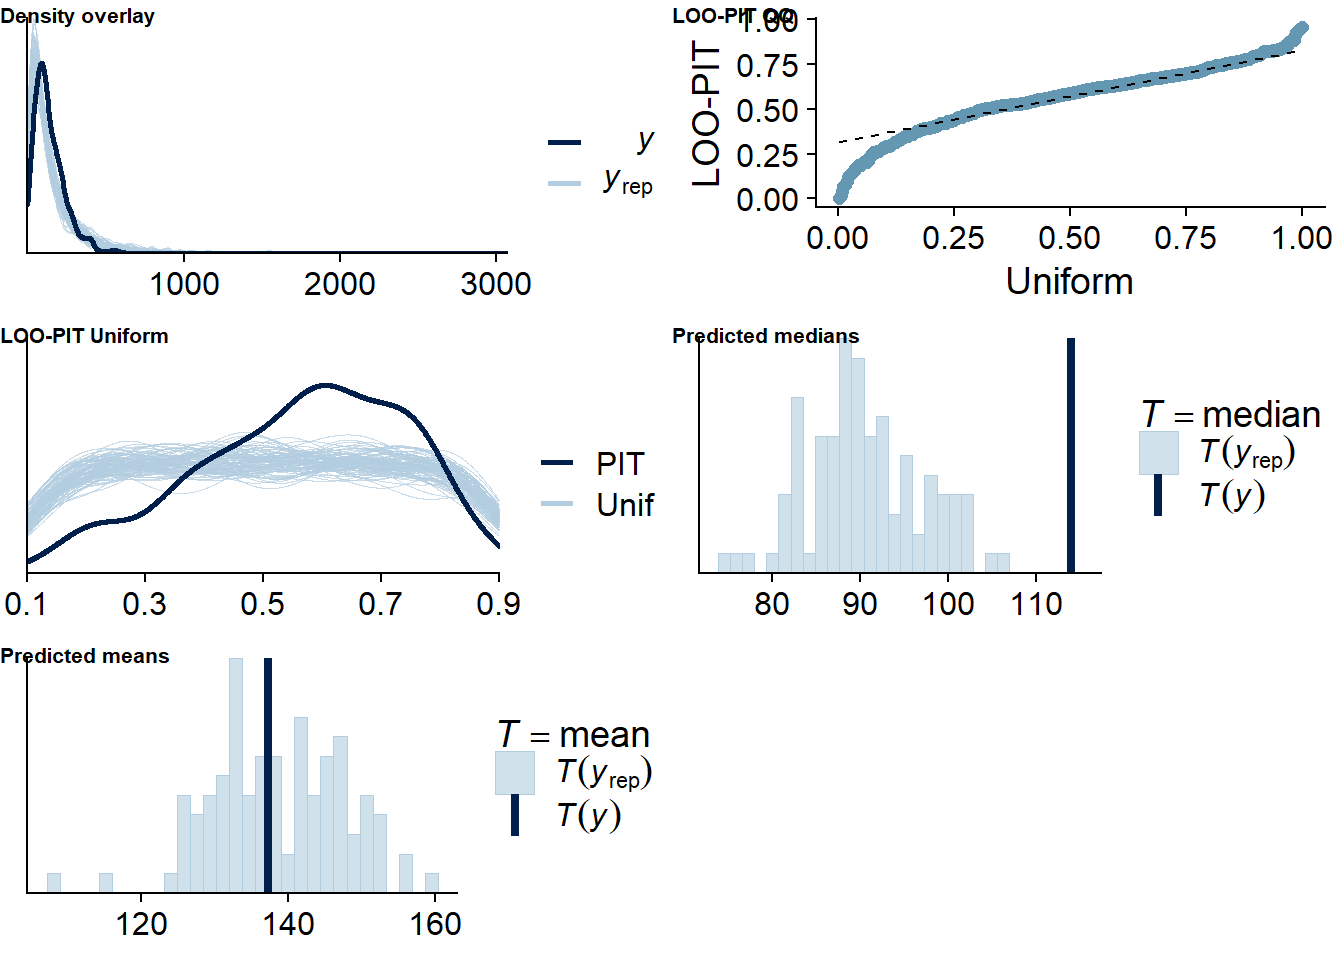 Density overlay
y
yrep
1000 2000 3000
LOO-PIT QQ
LOO-PIT
1.00
0.75
0.50
0.25
0.00
0.00 0.25 0.50 0.75 1.00
Uniform
LOO-PIT Uniform
PIT
Unif
0.1 0.3 0.5 0.7 0.9
Predicted medians
T = median
T(yrep)
T(y)
80 90 100 110
Predicted means
T = mean
T(yrep)
T(y)
120 140 160